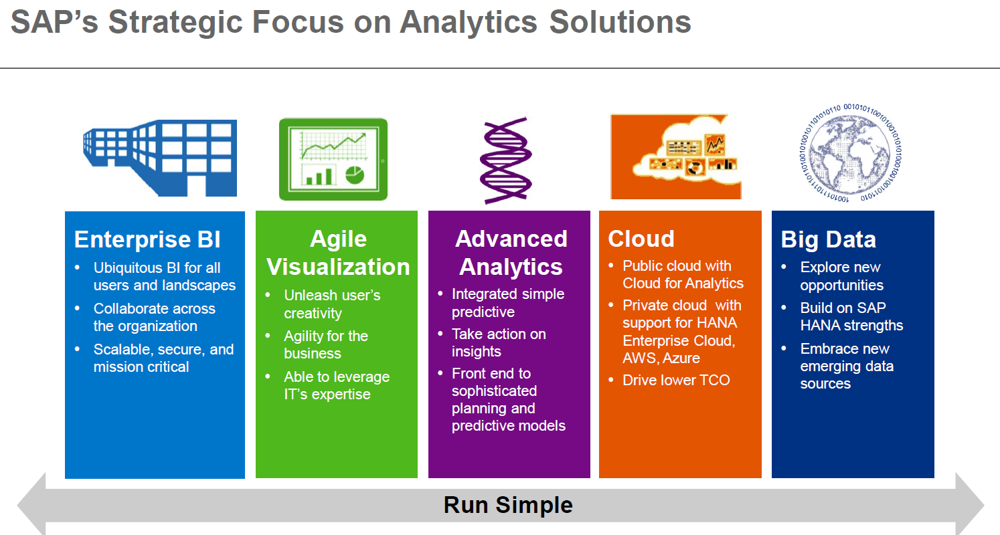 SAP's Strategic Focus on Analytics Solutions
Enterprise BI
• Ubiquitous BI for all
users and landscapes
• Collaborate across
the organization
• Scalable, secure, and
mission critical
Agile
Visualization
• Unleash user's
creativity
• Agility for the
business
• Able to leverage
IT's expertise
Advanced
Analytics
• Integrated simple
predictive
• Take action on
insights
• Front end to
sophisticated
planning and
predictive models
Cloud
• Public cloud with
Cloud for Analytics
• Private cloud with
support for HANA
Enterprise Cloud,
AWS, Azure
• Drive lower TCO
Big Data
• Explore new
opportunities
• Build on SAP
HANA strengths
• Embrace new
emerging data
sources
Run Simple